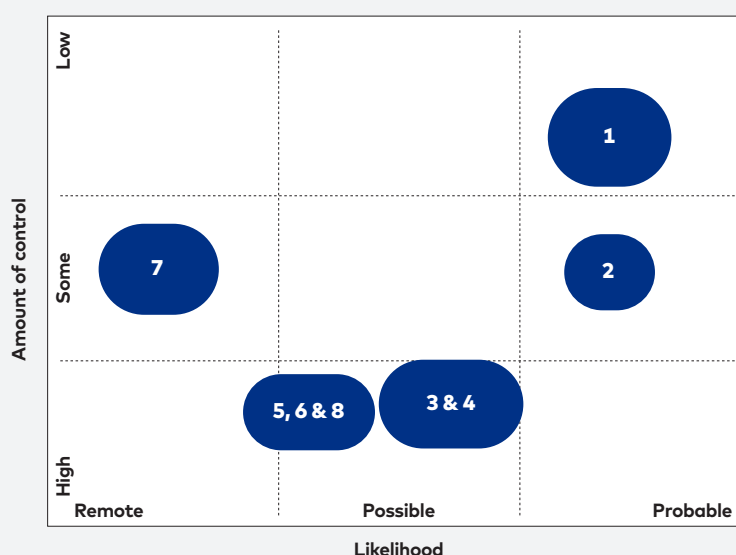 Low
1
Amount of control
Some
7
2
5, 6 & 8
3 & 4
High
Remote
Possible
Probable
Likelihood